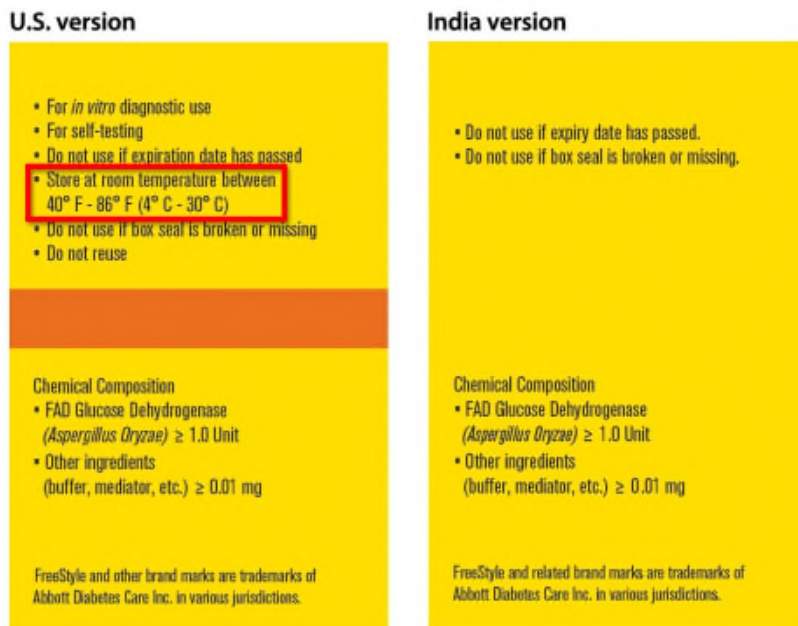 U.S. version
• For in vitro diagnostic use
• For self-testing
• Do not use if expiration date has passed
• Store at room temperature between
40° F - 86° F (4° C - 30° C)
• Do not use if box seal is broken or missing
• Do not reuse
Chemical Composition
• FAD Glucose Dehydrogenase
(Aspergillus Oryzae) ≥ 1.0 Unit
• Other ingredients
(buffer, mediator, etc.) ≥ 0.01 mg
FreeStyle and other brand marks are trademarks of
Abbott Diabetes Care Inc. in various jurisdictions.
India version
• Do not use if expiry date has passed.
• Do not use if box seal is broken or missing.
Chemical Composition
• FAD Glucose Dehydrogenase
(Aspergillus Oryzae) ≥ 1.0 Unit
• Other ingredients
(buffer, mediator, etc.) ≥ 0.01 mg
FreeStyle and related brand marks are trademarks of
Abbott Diabetes Care Inc. in various jurisdictions.